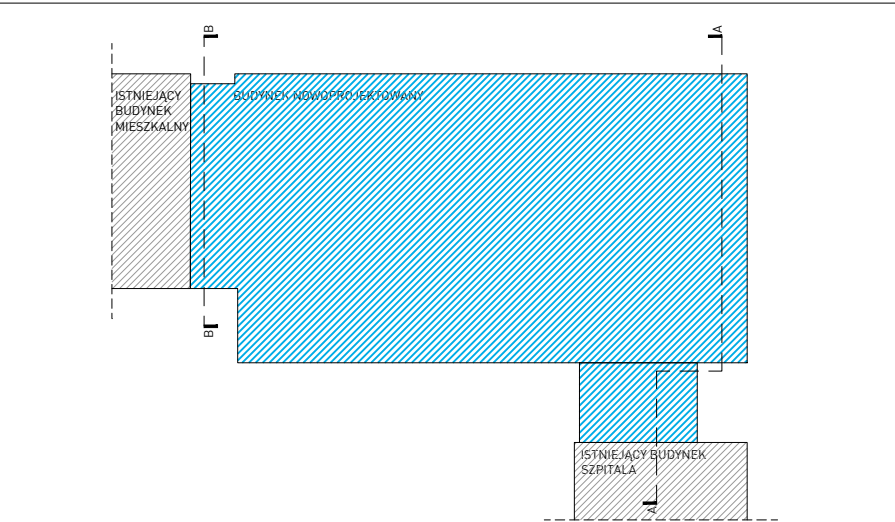 B
A
ISTNIEJĄCY
BUDYNEK
MIESZKALNY
BUDYNEK NOWOPROJEKTOWANY
B
ISTNIEJĄCY BUDYNEK
SZPITALA
A